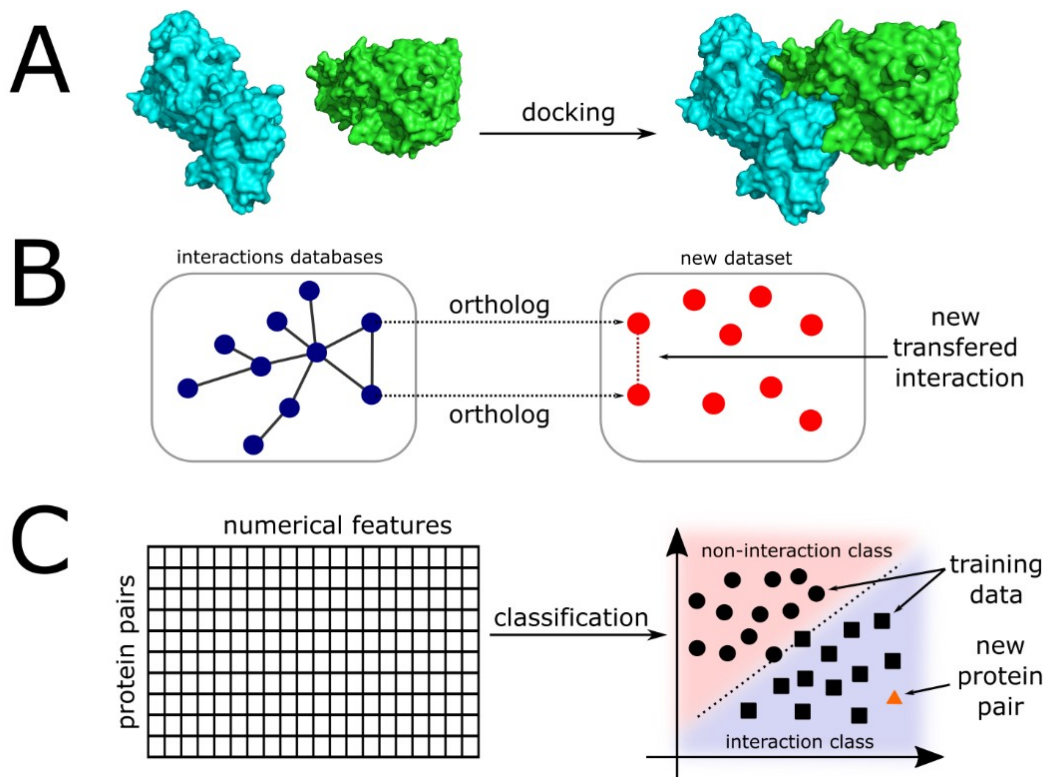 A
docking
B
interactions databases
new dataset
ortholog
ortholog
new
transfered
interaction
C
numerical features
protein pairs
classification
non-interaction class
interaction class
training
data
new
protein
pair